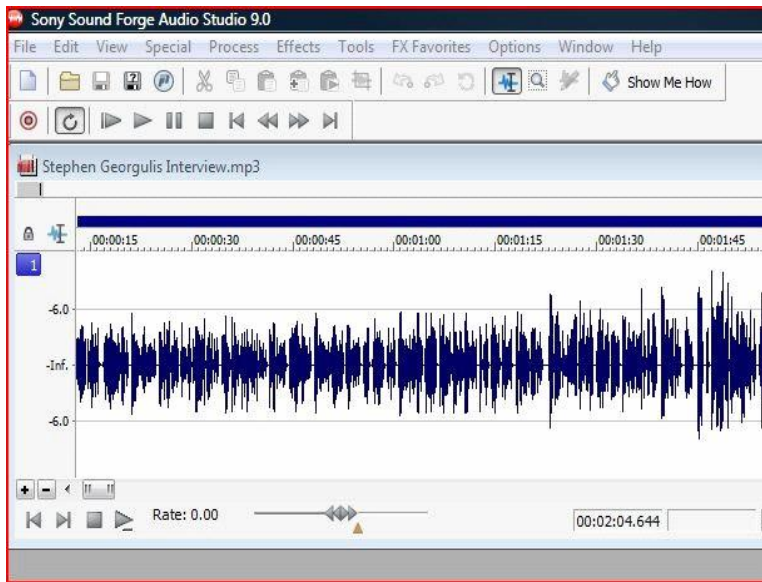 Sony Sound Forge Audio Studio 9.0
File Edit View Special Process Effects Tools FX Favorites Options Window Help
Show Me How
Stephen Georgulis Interview.mp3
,00:00:15 ,00:00:30 ,00:00:45 ,00:01:00 ,00:01:15 ,00:01:30 ,00:01:45
1
-6.0
-Inf.
-6.0
Rate: 0.00
00:02:04.644